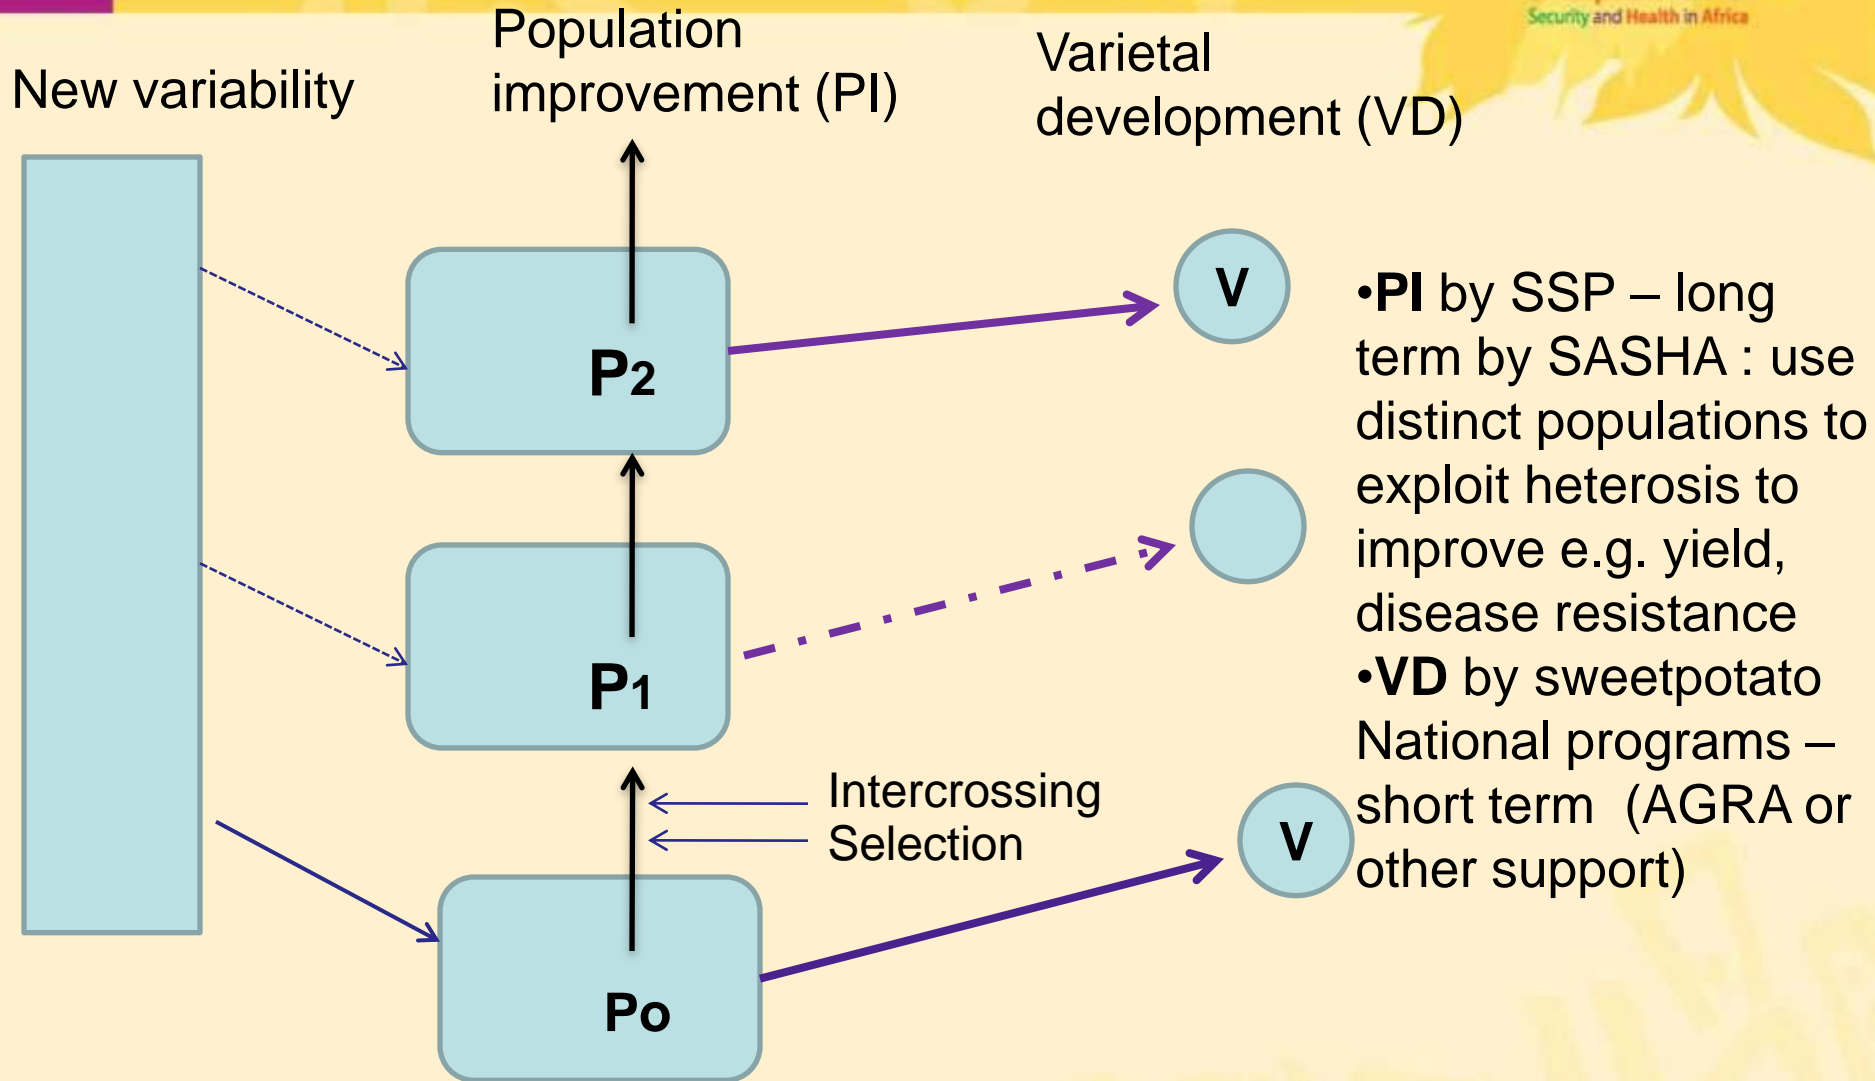 Security and Health in Africa
New variability
Population
improvement (PI)
Varietal
development (VD)
P2
P1
Po
Intercrossing
Selection
V
V
•PI by SSP – long
term by SASHA : use
distinct populations to
exploit heterosis to
improve e.g. yield,
disease resistance
•VD by sweetpotato
National programs –
short term (AGRA or
other support)